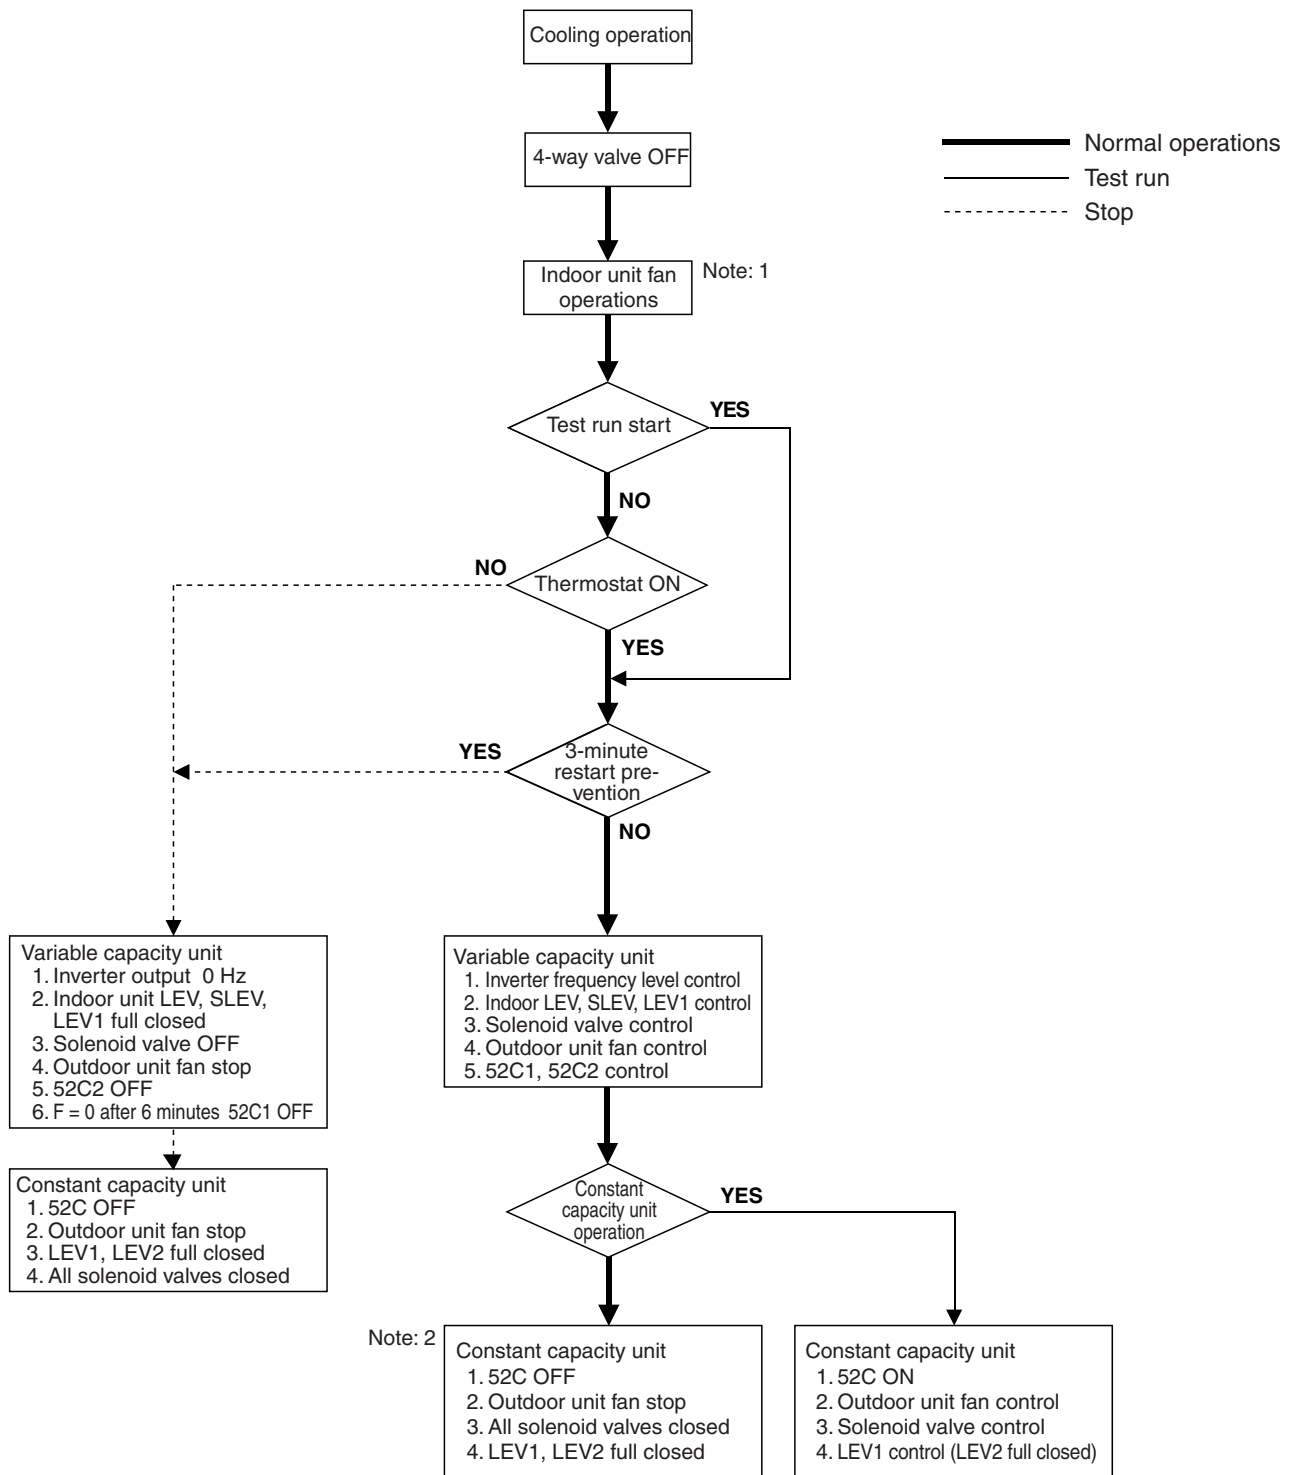 Cooling operation
4-way valve OFF
Normal operations
Test run
Stop
Indoor unit fan
operations
Note: 1
Test run start
YES
NO
Thermostat ON
NO
YES
3-minute
restart pre-
vention
YES
NO
Variable capacity unit
1. Inverter output 0 Hz
2. Indoor unit LEV, SLEV,
LEV1 full closed
3. Solenoid valve OFF
4. Outdoor unit fan stop
5. 52C2 OFF
6. F = 0 after 6 minutes 52C1 OFF
Variable capacity unit
1. Inverter frequency level control
2. Indoor LEV, SLEV, LEV1 control
3. Solenoid valve control
4. Outdoor unit fan control
5. 52C1, 52C2 control
Constant capacity unit
1. 52C OFF
2. Outdoor unit fan stop
3. LEV1, LEV2 full closed
4. All solenoid valves closed
Constant
capacity unit
operation
YES
Note: 2
Constant capacity unit
1. 52C OFF
2. Outdoor unit fan stop
3. All solenoid valves closed
4. LEV1, LEV2 full closed
Constant capacity unit
1. 52C ON
2. Outdoor unit fan control
3. Solenoid valve control
4. LEV1 control (LEV2 full closed)